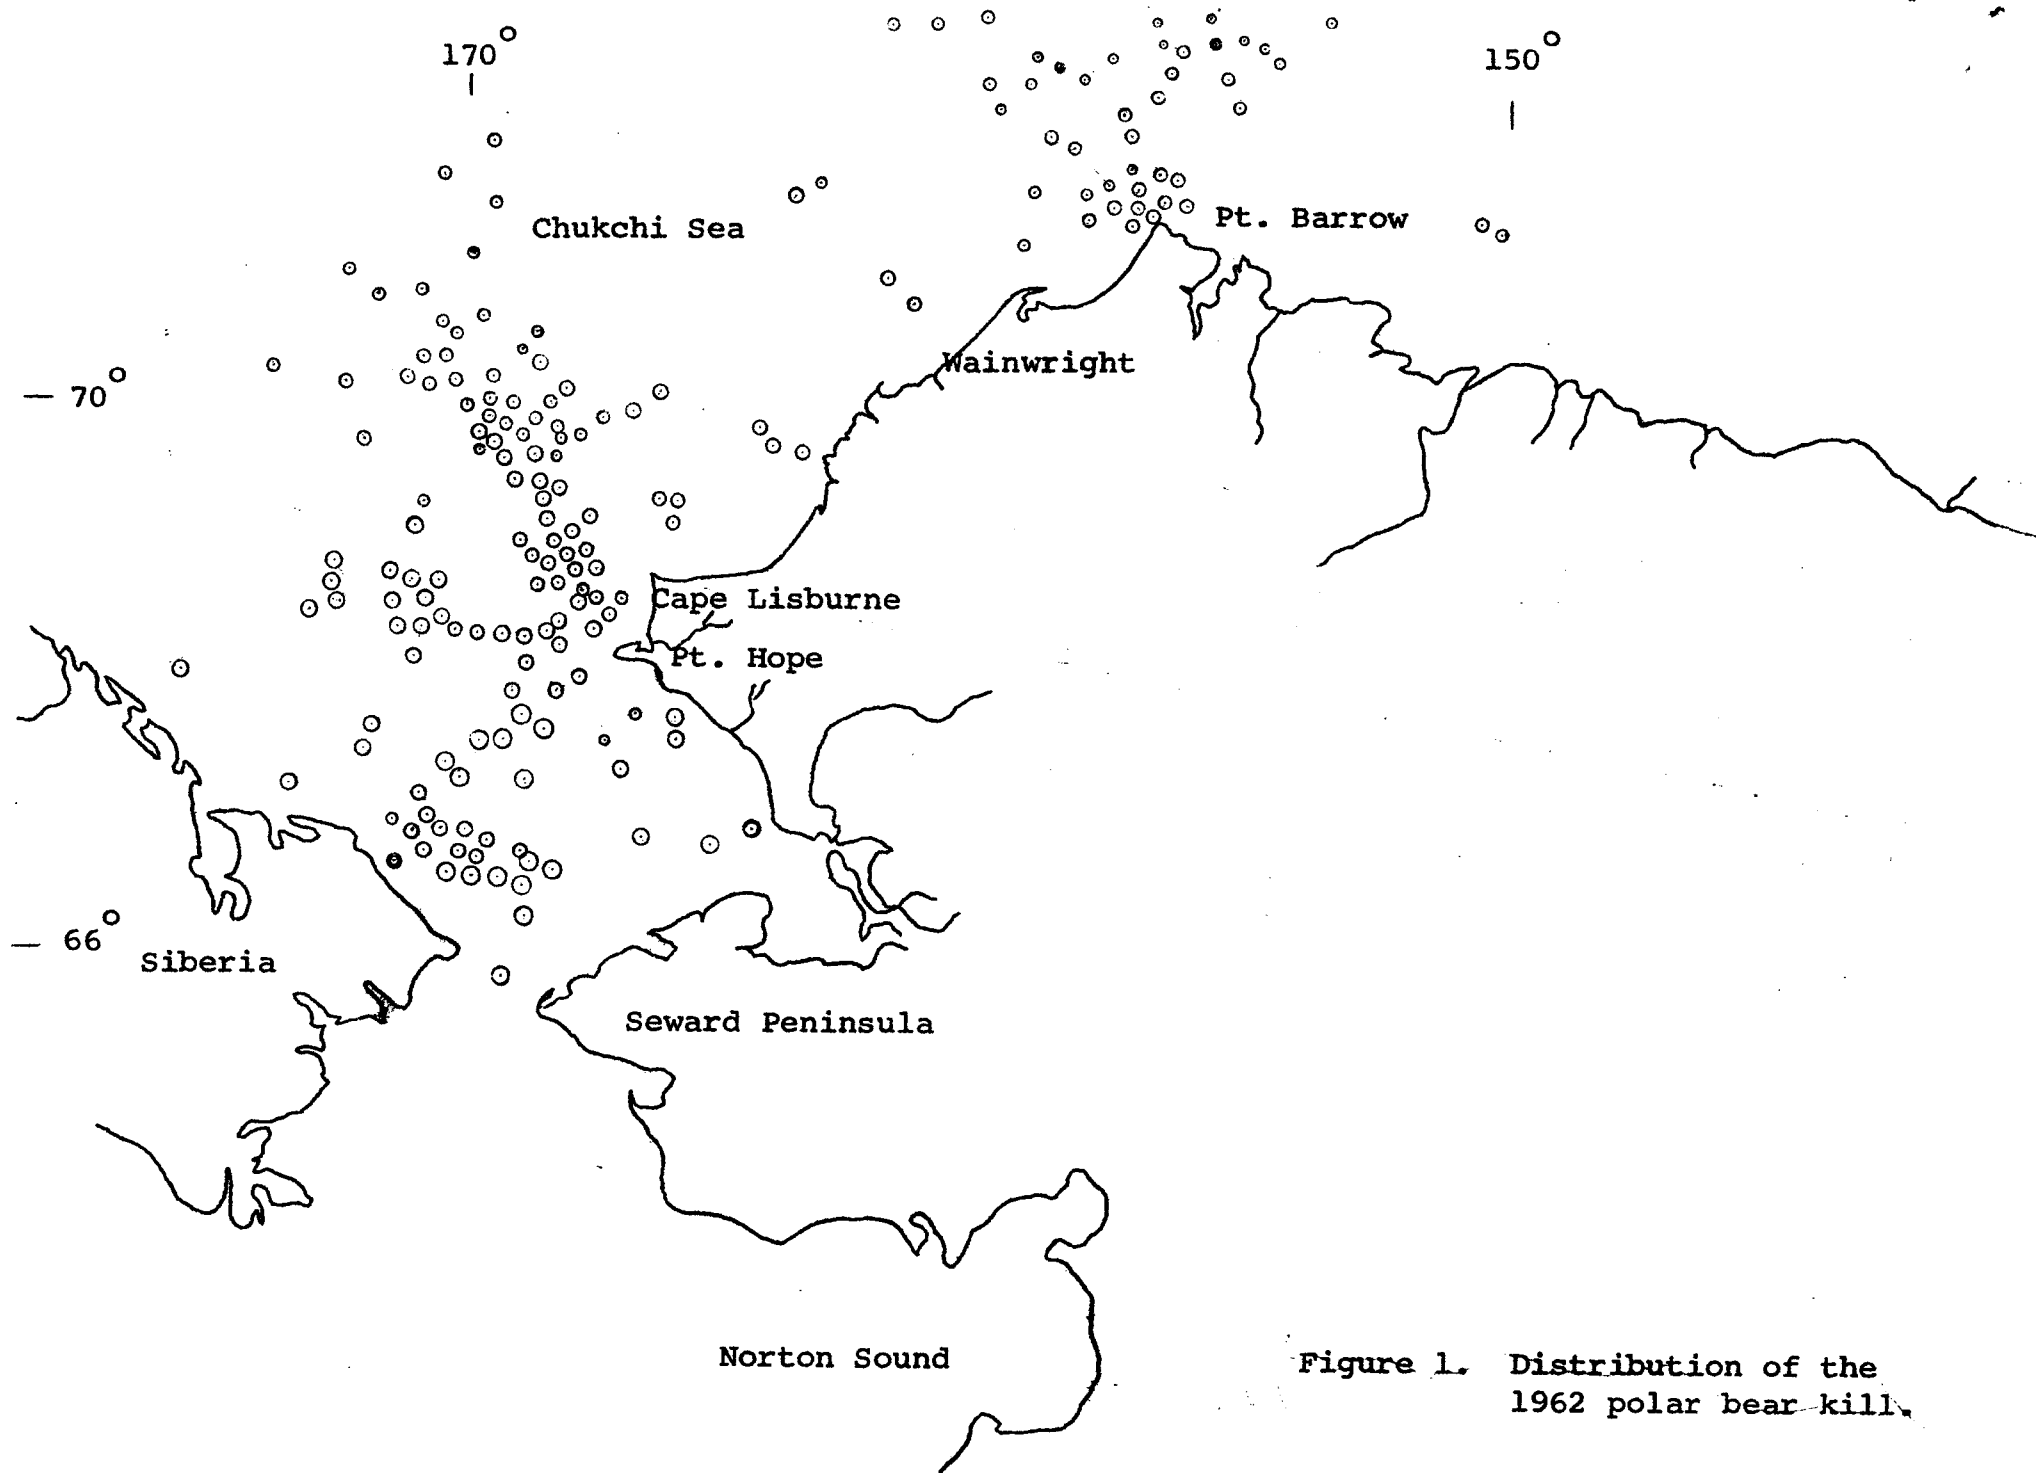 170°
150°
Chukchi Sea
Pt. Barrow
Wainwright
70°
Cape Lisburne
Pt. Hope
66°
Siberia
Seward Peninsula
Norton Sound
Figure 1. Distribution of the
1962 polar bear kill.